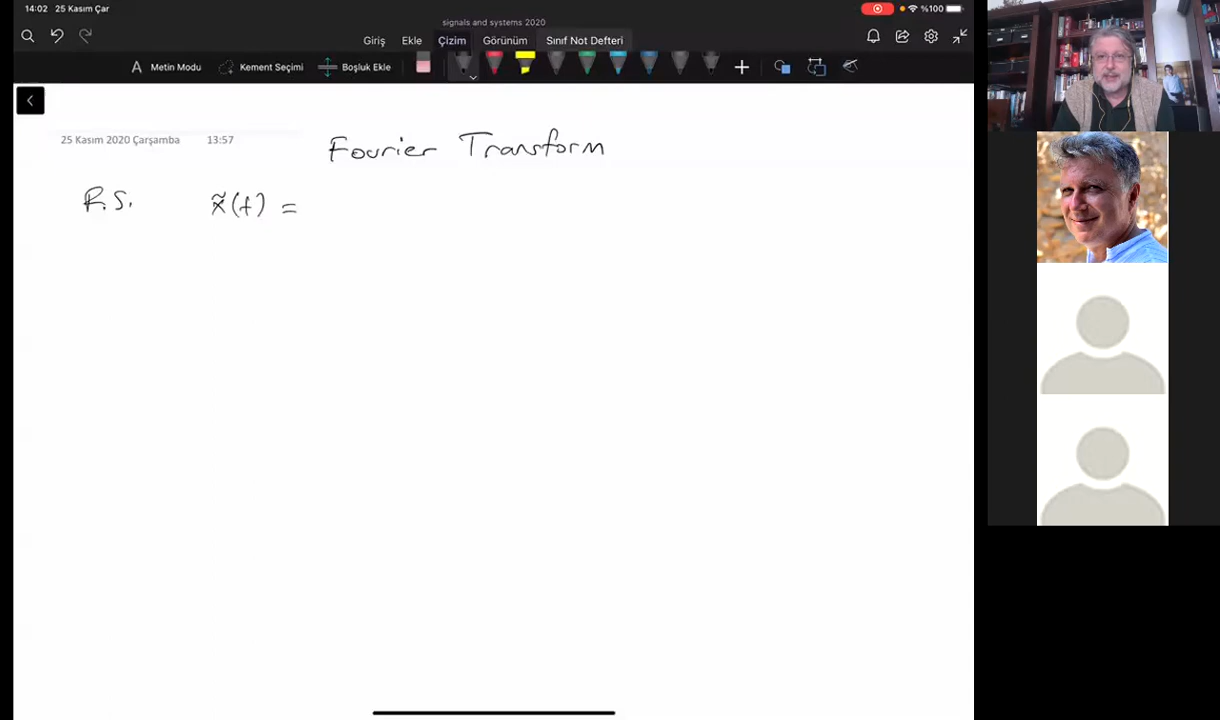 14:02 25 Kasım Çar %100
signals and systems 2020
Giriş Ekle Çizim Görünüm Sınıf Not Defteri
Metin Modu Kement Seçimi Boşluk Ekle
25 Kasım 2020 Çarşamba 13:57
Fourier Transform
F.S. x̃(t) =